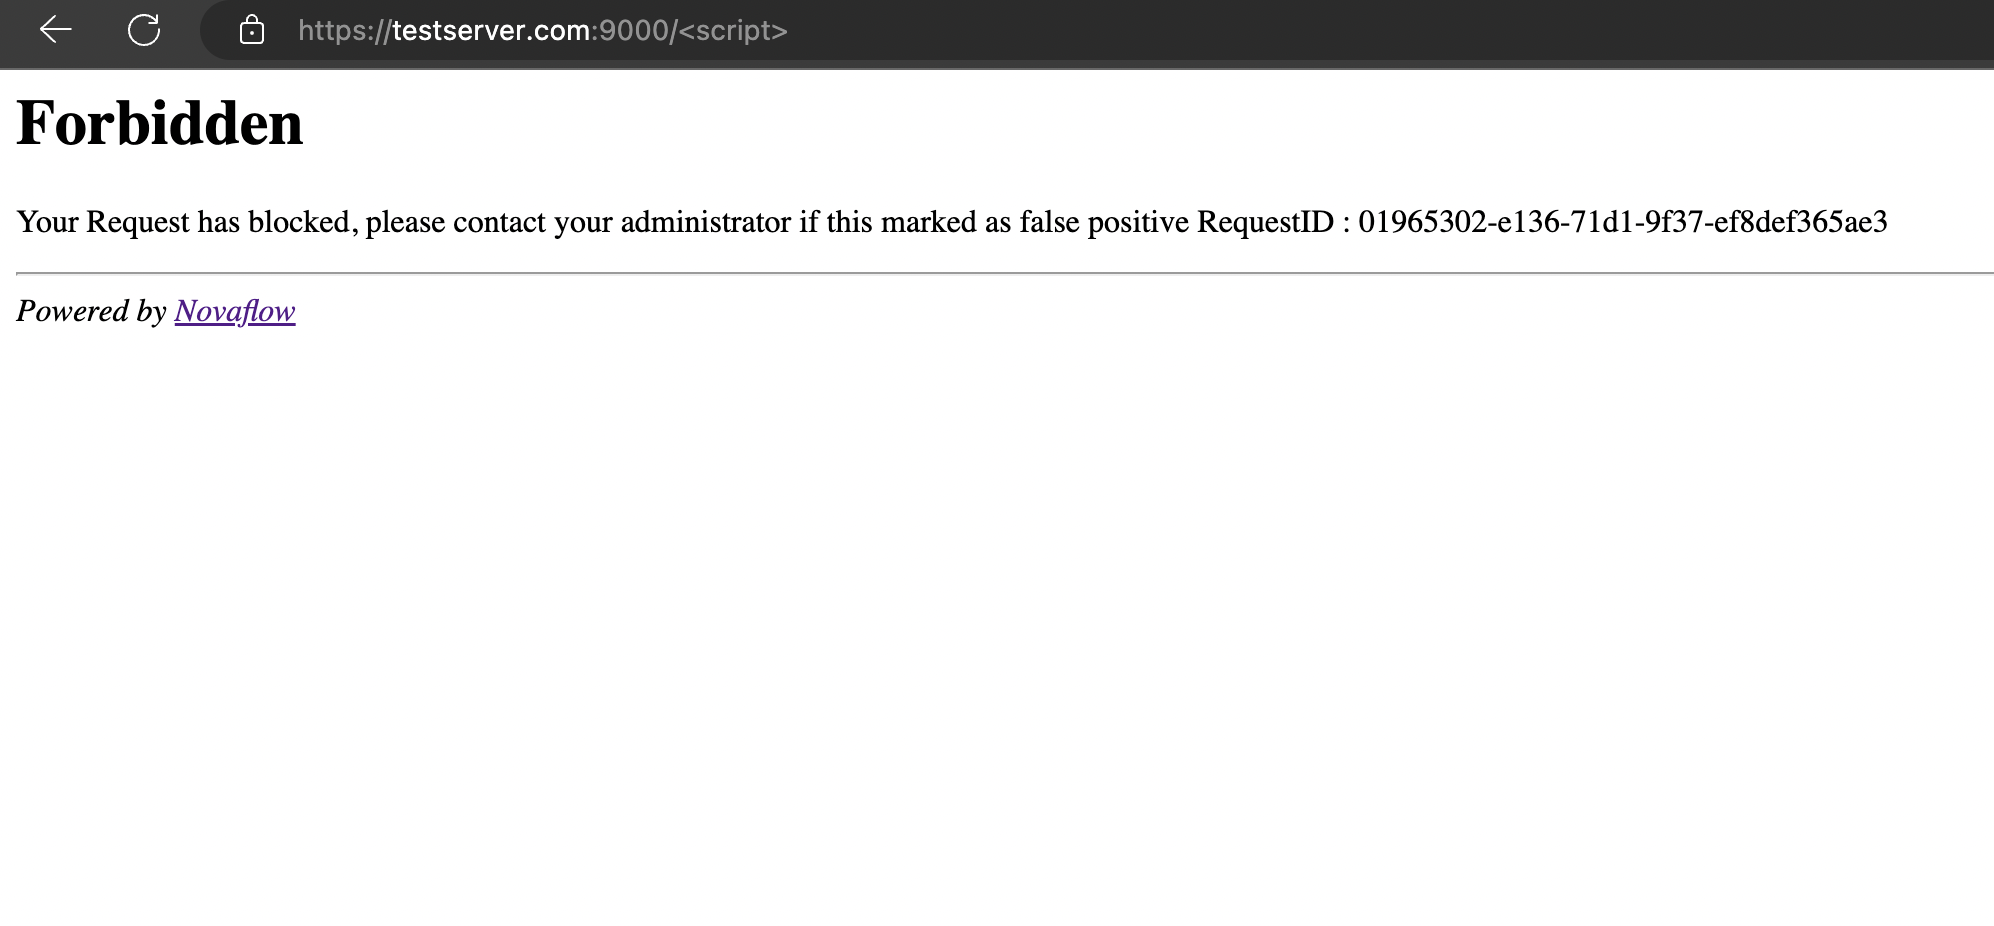 https://testserver.com:9000/<script>
Forbidden
Your Request has blocked, please contact your administrator if this marked as false positive RequestID : 01965302-e136-71d1-9f37-ef8def365ae3
Powered by Novaflow